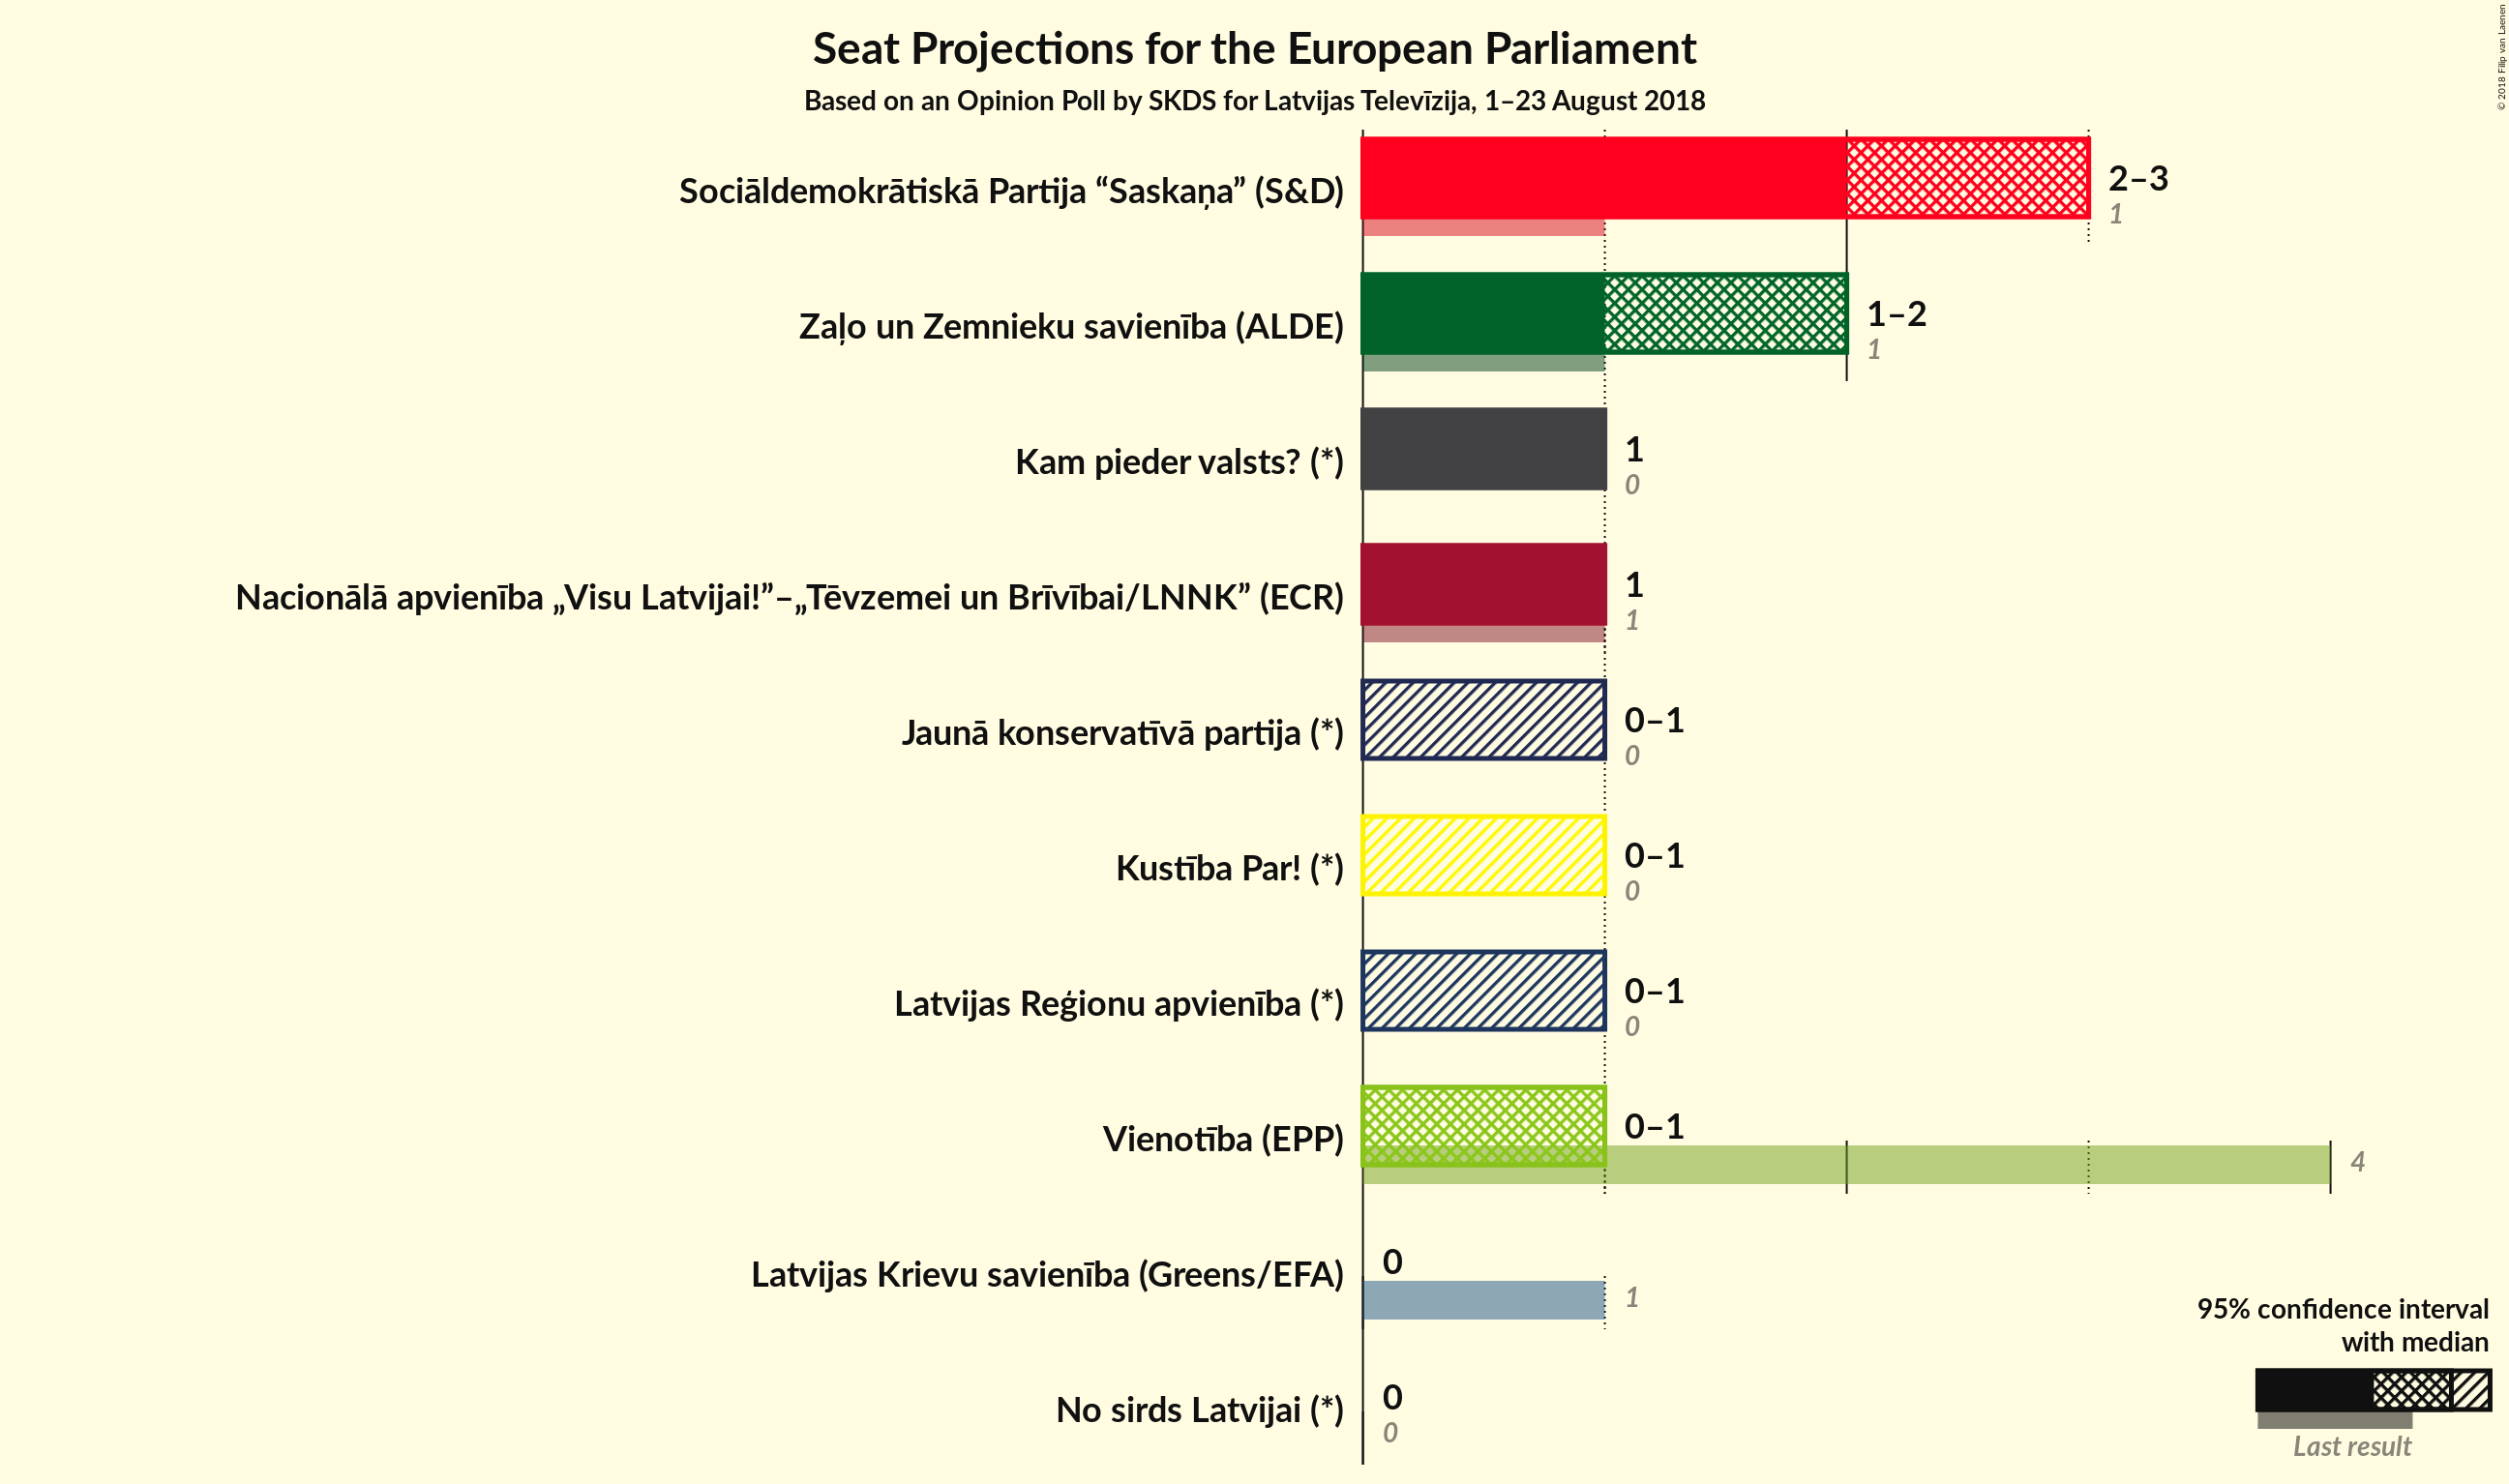 Seat Projections for the European Parliament
Based on an Opinion Poll by SKDS for Latvijas Televīzija, 1–23 August 2018
© 2018 Filip van Laenen
Sociāldemokrātiskā Partija “Saskaņa” (S&D)
2–3
1
Zaļo un Zemnieku savienība (ALDE)
1–2
1
Kam pieder valsts? (*)
1
0
Nacionālā apvienība „Visu Latvijai!”–„Tēvzemei un Brīvībai/LNNK” (ECR)
1
1
Jaunā konservatīvā partija (*)
0–1
0
Kustība Par! (*)
0–1
0
Latvijas Reģionu apvienība (*)
0–1
0
Vienotība (EPP)
0–1
4
Latvijas Krievu savienība (Greens/EFA)
0
1
No sirds Latvijai (*)
0
0
95% confidence interval
with median
Last result